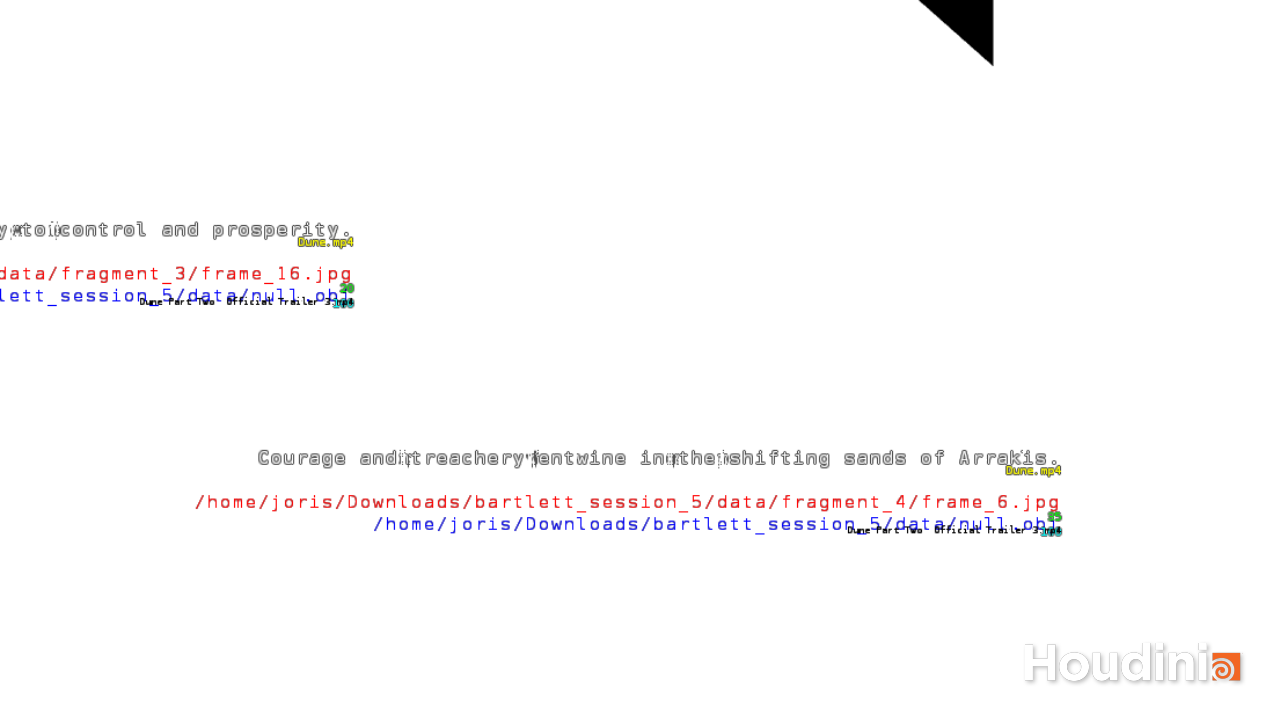 control and prosperity.
Dune.mp4
data/fragment_3/frame_16.jpg
20
lett_session_5/data/null.obj
Dune Part Two Official Trailer 3.mp4
Courage and treachery entwine in the shifting sands of Arrakis.
Dune.mp4
/home/joris/Downloads/bartlett_session_5/data/fragment_4/frame_6.jpg
25
/home/joris/Downloads/bartlett_session_5/data/null.obj
Dune Part Two Official Trailer 3.mp4
Houdini